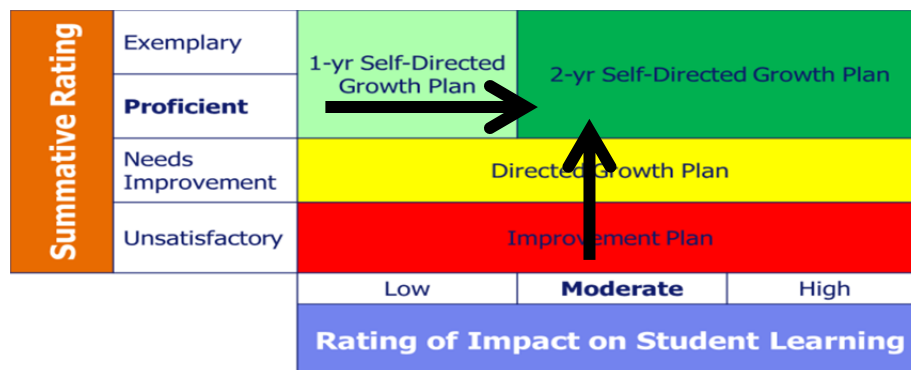 Summative Rating
Exemplary
1-yr Self-Directed
Growth Plan
2-yr Self-Directed Growth Plan
Proficient
Needs
Improvement
Directed Growth Plan
Unsatisfactory
Improvement Plan
Low
Moderate
High
Rating of Impact on Student Learning